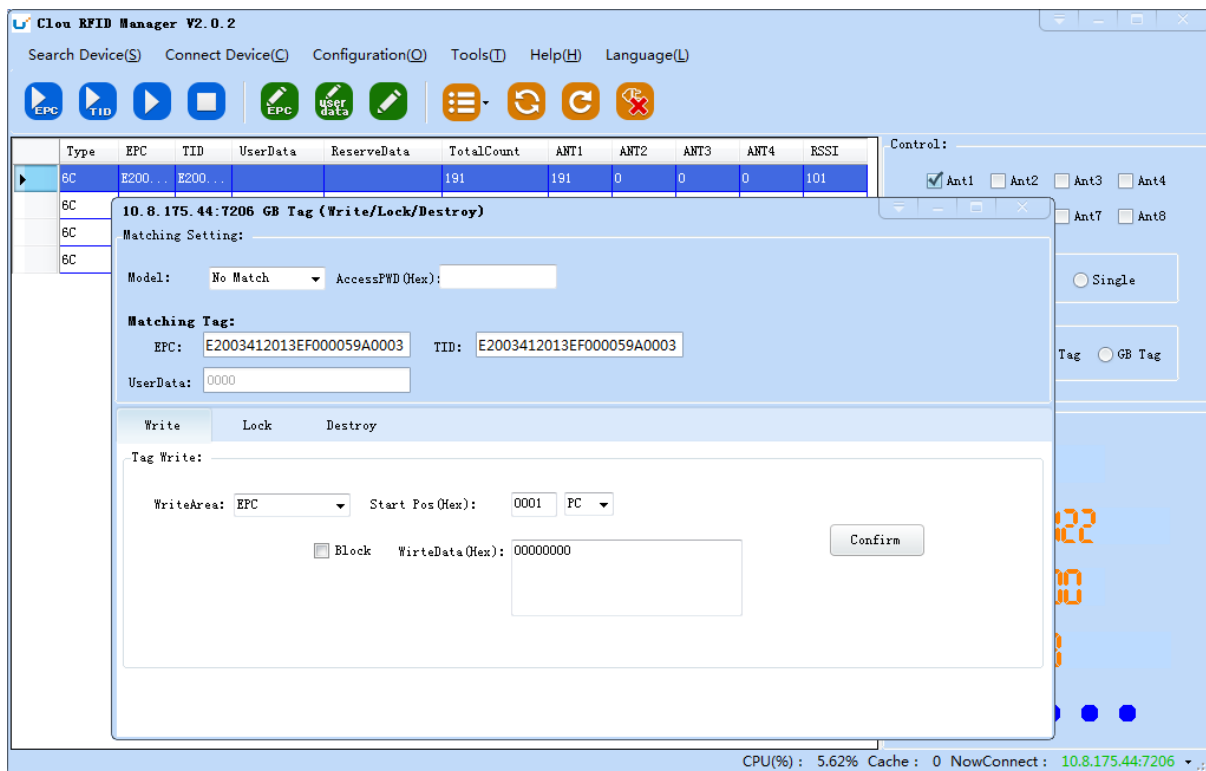 Clou RFID Manager V2.0.2
Search Device(S) Connect Device(C) Configuration(O) Tools(T) Help(H) Language(L)
EPC TID EPC user data
Type EPC TID UserData ReserveData TotalCount ANT1 ANT2 ANT3 ANT4 RSSI
6C E200... E200... 191 191 0 0 0 101
6C
6C
6C
Control:
Ant1 Ant2 Ant3 Ant4
Ant7 Ant8
Single
Tag GB Tag
10.8.175.44:7206 GB Tag(Write/Lock/Destroy)
Matching Setting:
Model: No Match AccessPWD(Hex):
Matching Tag:
EPC: E2003412013EF000059A0003 TID: E2003412013EF000059A0003
UserData: 0000
Write Lock Destroy
Tag Write:
WriteArea: EPC Start Pos(Hex): 0001 PC
Block WirteData(Hex): 00000000
Confirm
CPU(%) : 5.62% Cache : 0 NowConnect : 10.8.175.44:7206